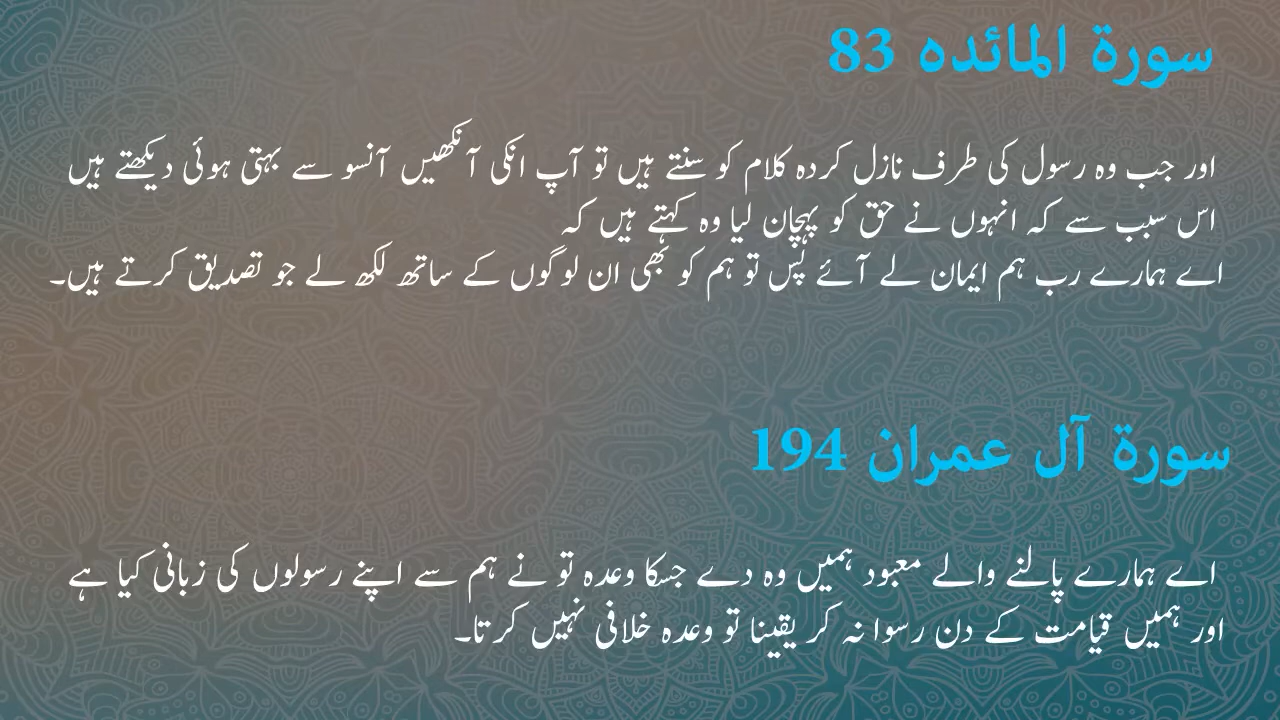 سورۃ المائدہ 83
اور جب وہ رسول کی طرف نازل کردہ کلام کو سنتے ہیں تو آپ انکی آنکھیں آنسو سے بہتی ہوئی دیکھتے ہیں
اس سبب سے کہ انہوں نے حق کو پہچان لیا وہ کہتے ہیں کہ
اے ہمارے رب ہم ایمان لے آئے پس تو ہم کو بھی ان لوگوں کے ساتھ لکھ لے جو تصدیق کرتے ہیں۔
سورۃ آل عمران 194
اے ہمارے پالنے والے معبود ہمیں وہ دے جسکا وعدہ تو نے ہم سے اپنے رسولوں کی زبانی کیا ہے
اور ہمیں قیامت کے دن رسوا نہ کر یقینا تو وعدہ خلافی نہیں کرتا۔